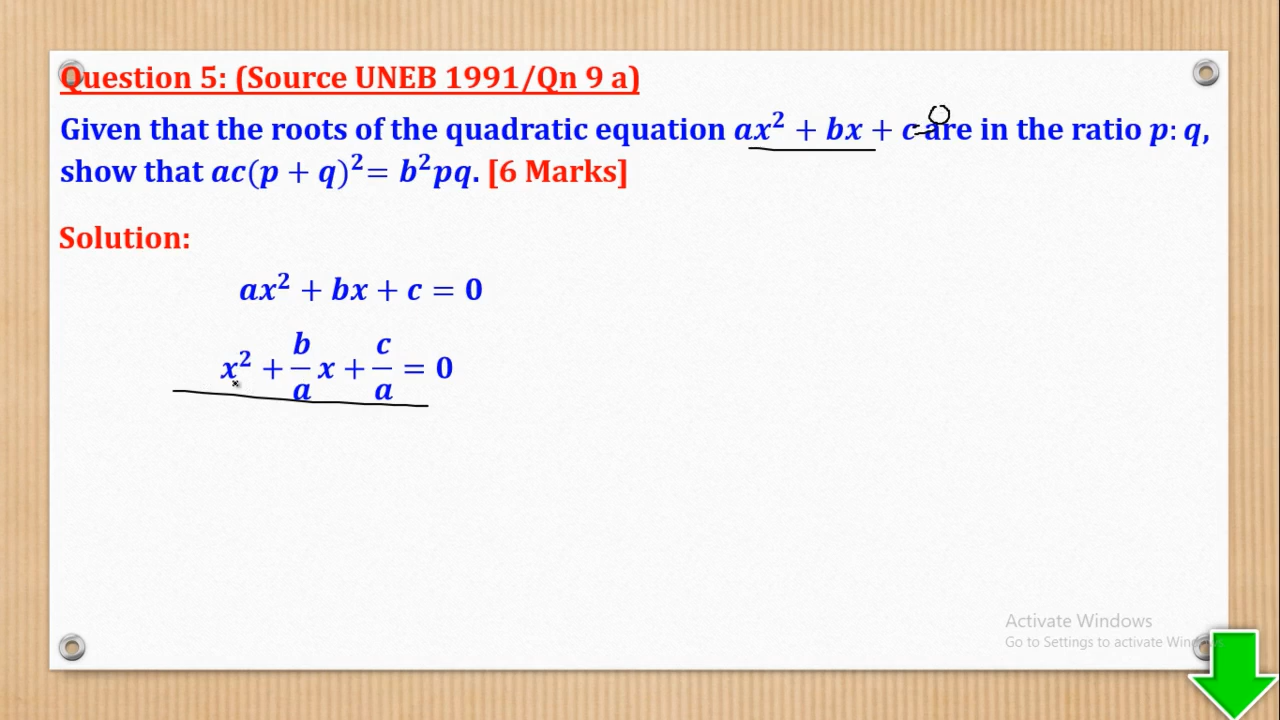 Question 5: (Source UNEB 1991/Qn 9 a)
Given that the roots of the quadratic equation ax² + bx + c are in the ratio p: q,
show that ac(p + q)² = b²pq. [6 Marks]
Solution:
ax² + bx + c = 0
x² + b/a x + c/a = 0
Activate Windows
Go to Settings to activate Windows